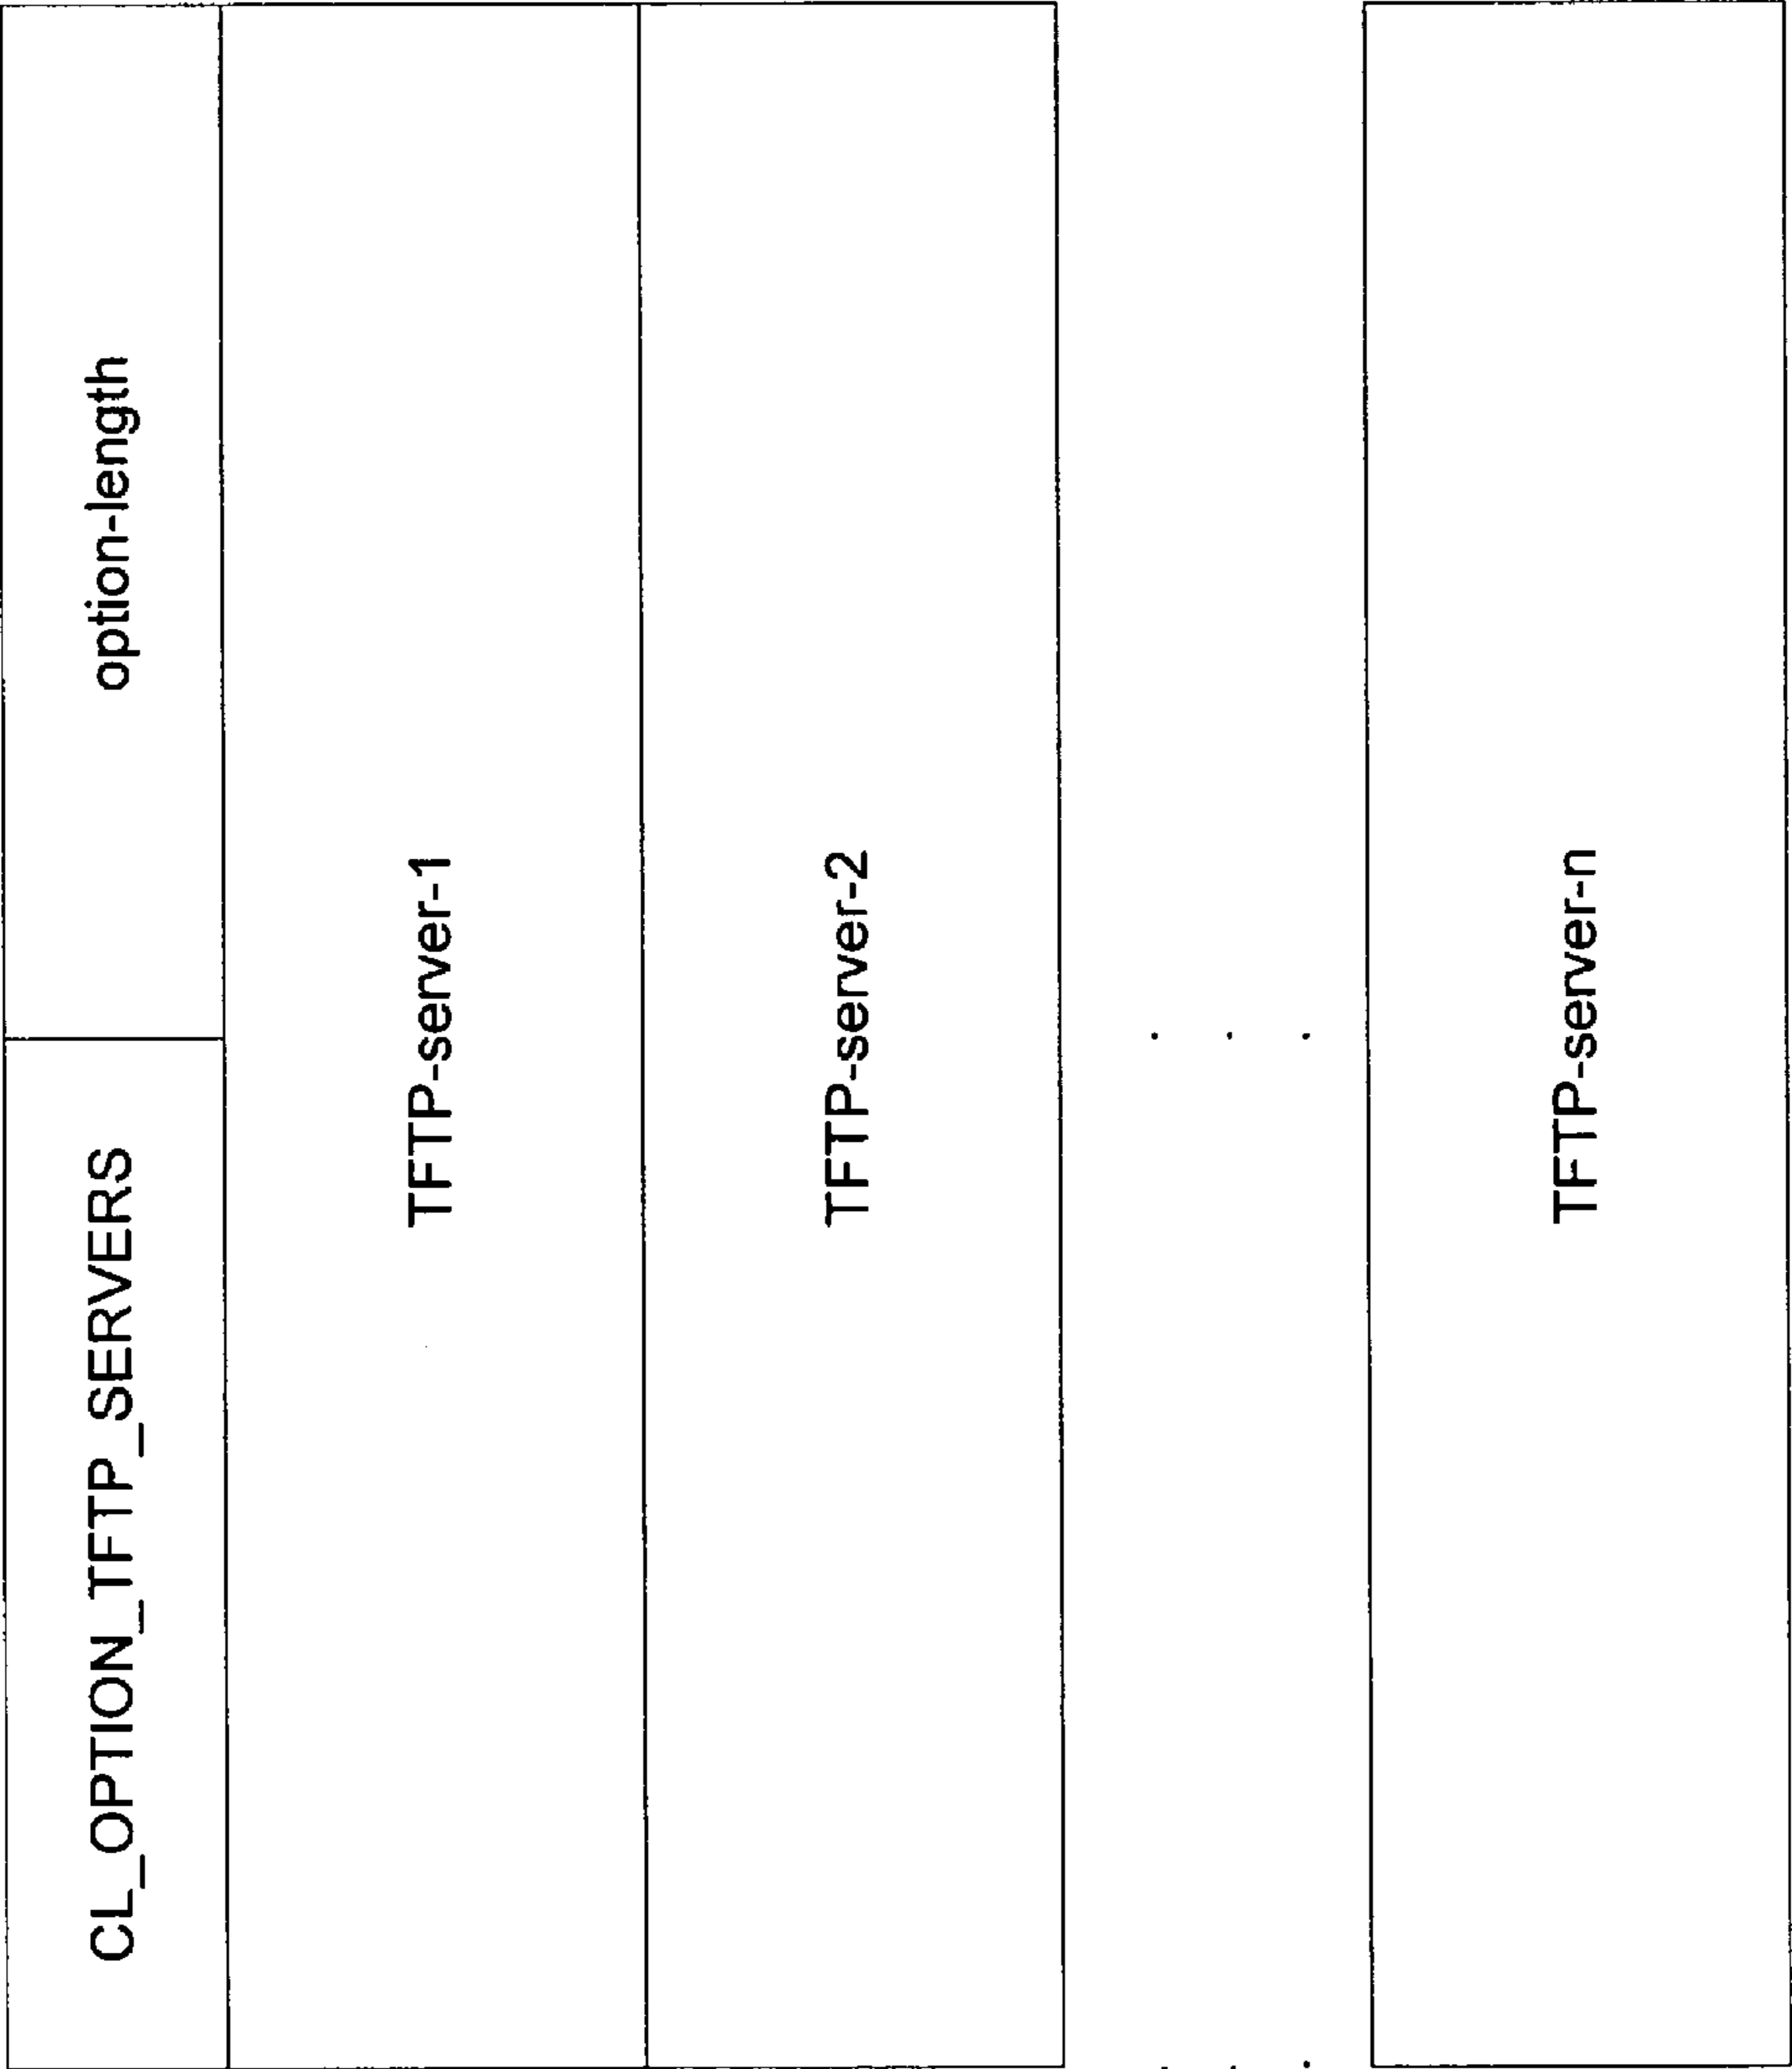 CL_OPTION_TFTP_SERVERS option-length
TFTP-server-1
TFTP-server-2
. . .
TFTP-server-n